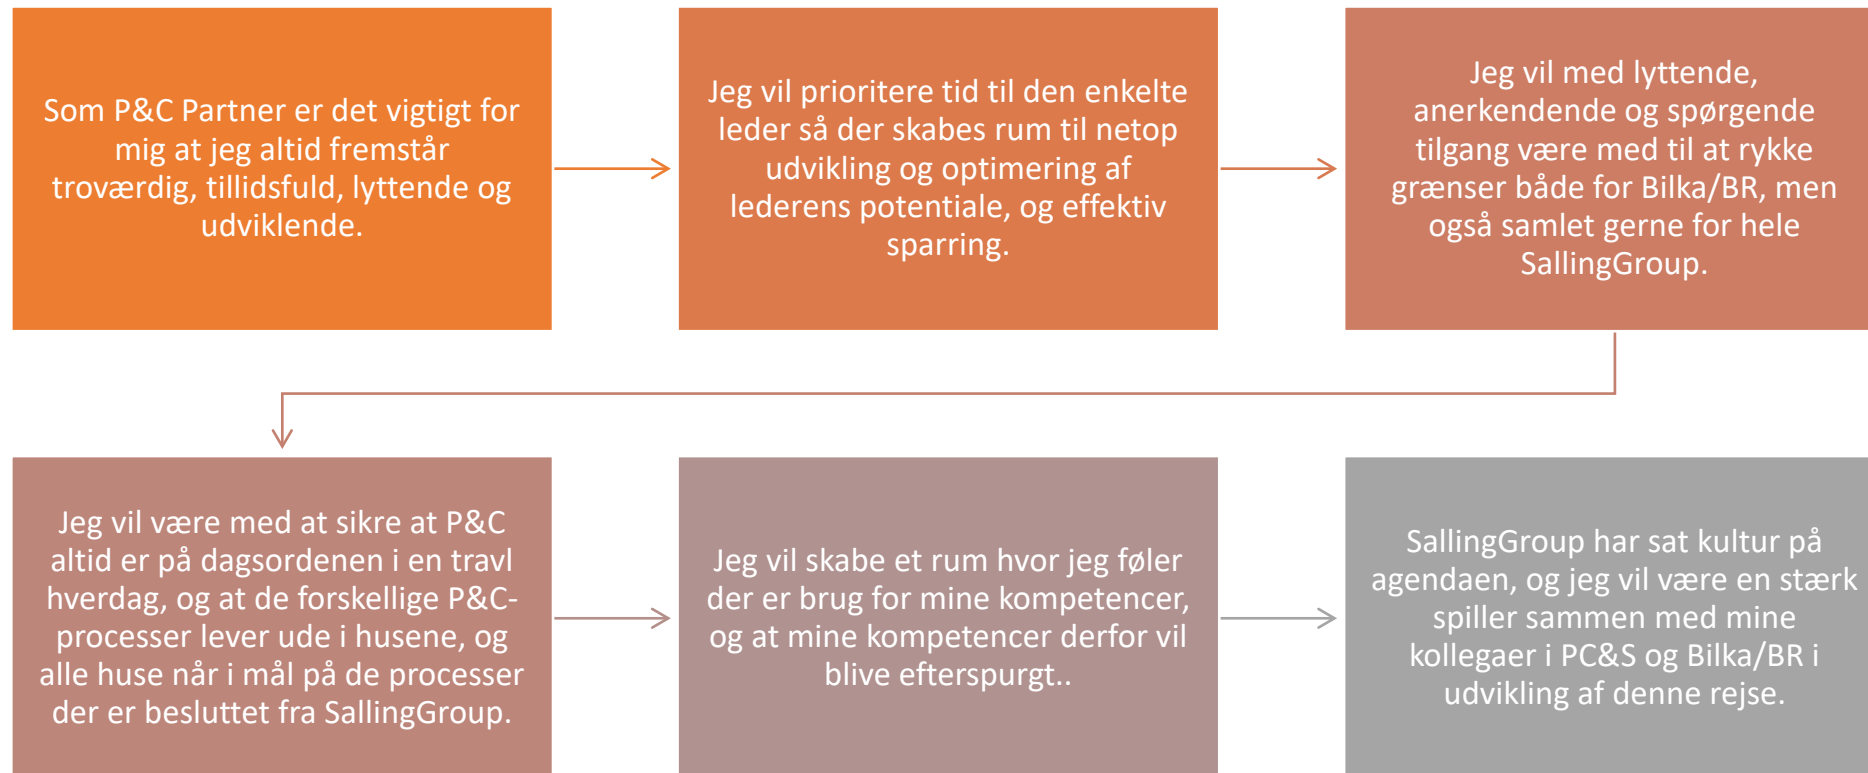 Som P&C Partner er det vigtigt for
mig at jeg altid fremstår
troværdig, tillidsfuld, lyttende og
udviklende.
Jeg vil prioritere tid til den enkelte
leder så der skabes rum til netop
udvikling og optimering af
lederens potentiale, og effektiv
sparring.
Jeg vil med lyttende,
anerkendende og spørgende
tilgang være med til at rykke
grænser både for Bilka/BR, men
også samlet gerne for hele
SallingGroup.
Jeg vil være med at sikre at P&C
altid er på dagsordenen i en travl
hverdag, og at de forskellige P&C-
processer lever ude i husene, og
alle huse når i mål på de processer
der er besluttet fra SallingGroup.
Jeg vil skabe et rum hvor jeg føler
der er brug for mine kompetencer,
og at mine kompetencer derfor vil
blive efterspurgt..
SallingGroup har sat kultur på
agendaen, og jeg vil være en stærk
spiller sammen med mine
kollegaer i PC&S og Bilka/BR i
udvikling af denne rejse.